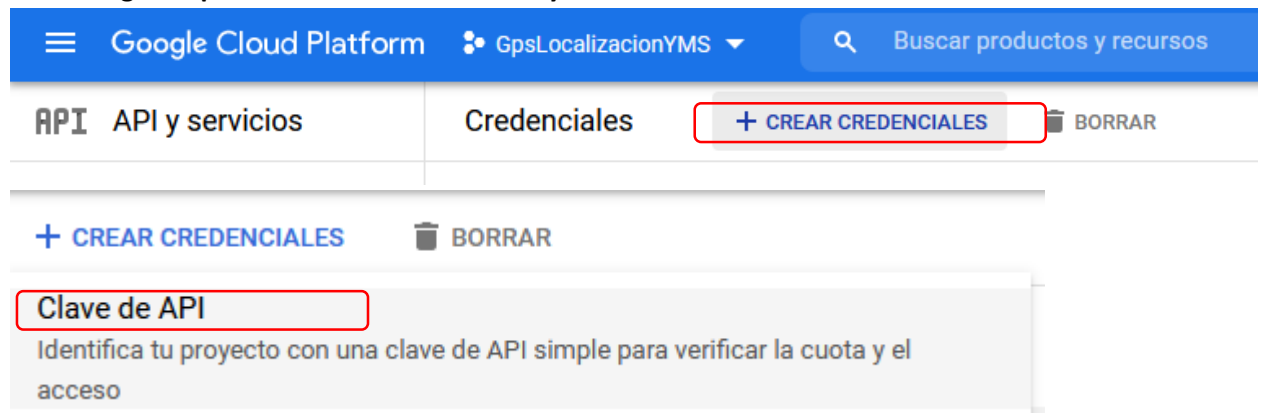 Google Cloud Platform GpsLocalizacionYMS Buscar productos y recursos
API API y servicios Credenciales + CREAR CREDENCIALES BORRAR
+ CREAR CREDENCIALES BORRAR
Clave de API
Identifica tu proyecto con una clave de API simple para verificar la cuota y el
acceso